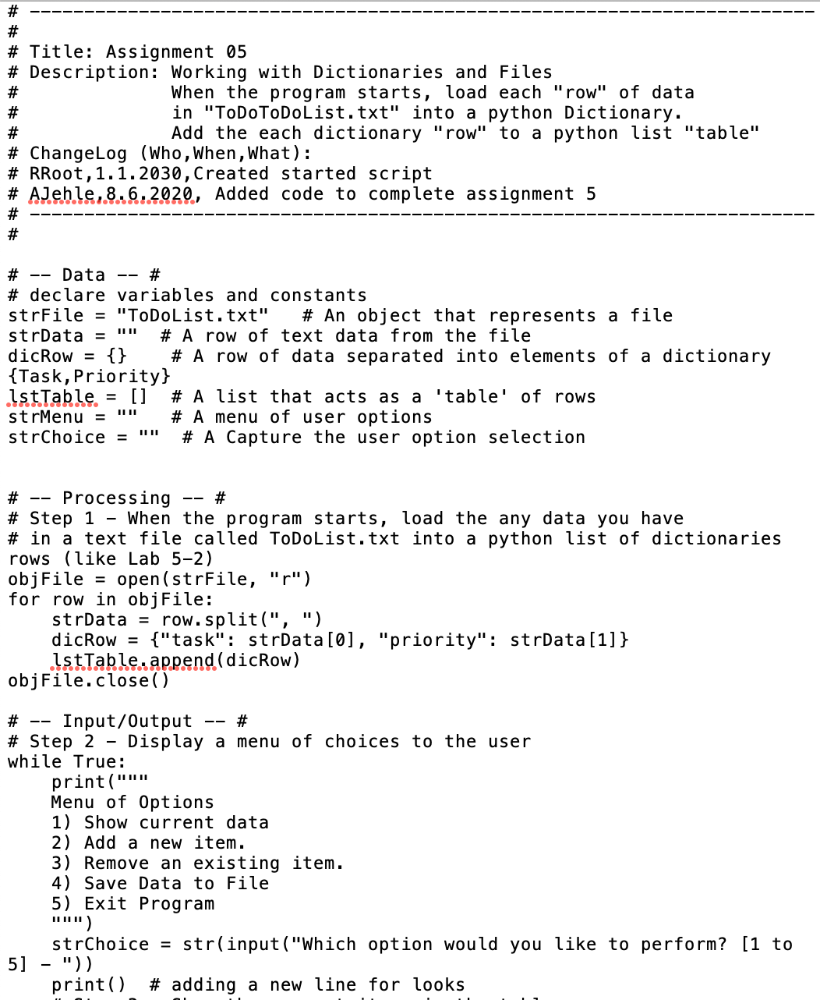 # ------------------------------------------------------------------------
#
# Title: Assignment 05
# Description: Working with Dictionaries and Files
#              When the program starts, load each "row" of data
#              in "ToDoToDoList.txt" into a python Dictionary.
#              Add the each dictionary "row" to a python list "table"
# ChangeLog (Who,When,What):
# RRoot,1.1.2030,Created started script
# AJehle,8.6.2020, Added code to complete assignment 5
# ------------------------------------------------------------------------
#

# -- Data -- #
# declare variables and constants
strFile = "ToDoList.txt"   # An object that represents a file
strData = ""  # A row of text data from the file
dicRow = {}    # A row of data separated into elements of a dictionary
{Task,Priority}
lstTable = []  # A list that acts as a 'table' of rows
strMenu = ""   # A menu of user options
strChoice = ""  # A Capture the user option selection


# -- Processing -- #
# Step 1 - When the program starts, load the any data you have
# in a text file called ToDoList.txt into a python list of dictionaries
rows (like Lab 5-2)
objFile = open(strFile, "r")
for row in objFile:
    strData = row.split(", ")
    dicRow = {"task": strData[0], "priority": strData[1]}
    lstTable.append(dicRow)
objFile.close()

# -- Input/Output -- #
# Step 2 - Display a menu of choices to the user
while True:
    print("""
    Menu of Options
    1) Show current data
    2) Add a new item.
    3) Remove an existing item.
    4) Save Data to File
    5) Exit Program
    """)
    strChoice = str(input("Which option would you like to perform? [1 to
5] - "))
    print()  # adding a new line for looks